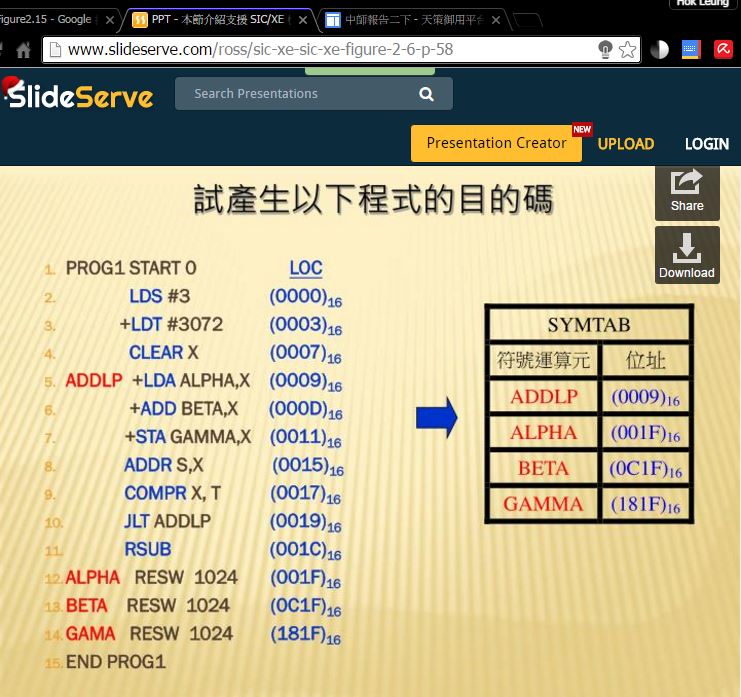 Hok Leung
igure2.15 - Google
PPT - 本節介紹支援 SIC/XE
中師報告二下 - 天策御用平
www.slideserve.com/ross/sic-xe-sic-xe-figure-2-6-p-58
SlideServe
Search Presentations
NEW
Presentation Creator UPLOAD LOGIN
試產生以下程式的目的碼
Share
Download
1. PROG1 START 0 LOC
2. LDS #3 (0000)16
3. +LDT #3072 (0003)16
4. CLEAR X (0007)16
5. ADDLP +LDA ALPHA,X (0009)16
6. +ADD BETA,X (000D)16
7. +STA GAMMA,X (0011)16
8. ADDR S,X (0015)16
9. COMPR X, T (0017)16
10. JLT ADDLP (0019)16
11. RSUB (001C)16
12. ALPHA RESW 1024 (001F)16
13. BETA RESW 1024 (0C1F)16
14. GAMA RESW 1024 (181F)16
15. END PROG1
SYMTAB
符號運算元 位址
ADDLP (0009)16
ALPHA (001F)16
BETA (0C1F)16
GAMMA (181F)16